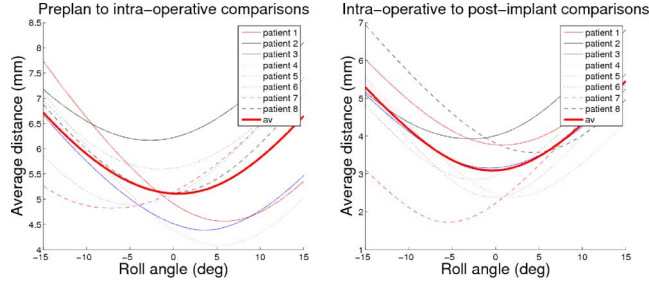 Preplan to intra-operative comparisons
8.5
8
7.5
7
6.5
6
5.5
5
4.5
4
Average distance (mm)
-15
-10
-5
0
5
10
15
Roll angle (deg)
patient 1
patient 2
patient 3
patient 4
patient 5
patient 6
patient 7
patient 8
av
Intra-operative to post-implant comparisons
7
6
5
4
3
2
1
Average distance (mm)
-15
-10
-5
0
5
10
15
Roll angle (deg)
patient 1
patient 2
patient 3
patient 4
patient 5
patient 6
patient 7
patient 8
av